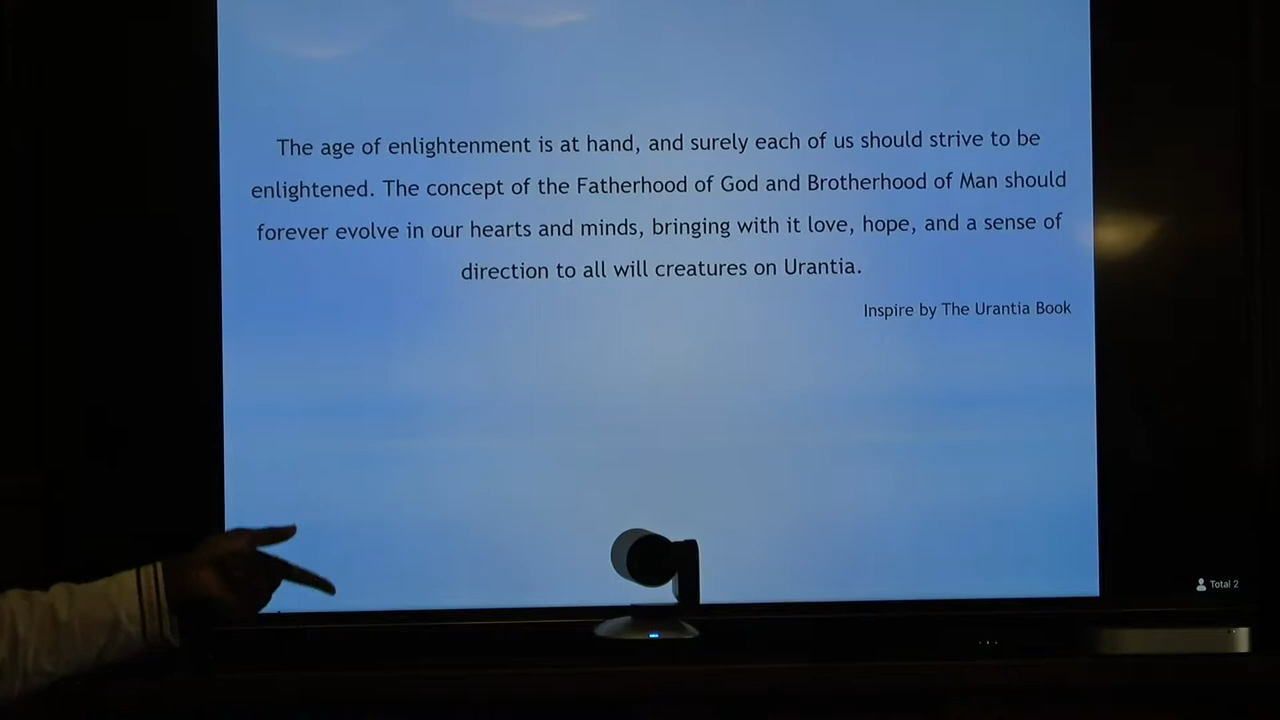 The age of enlightenment is at hand, and surely each of us should strive to be
enlightened. The concept of the Fatherhood of God and Brotherhood of Man should
forever evolve in our hearts and minds, bringing with it love, hope, and a sense of
direction to all will creatures on Urantia.
Inspire by The Urantia Book
Total 2